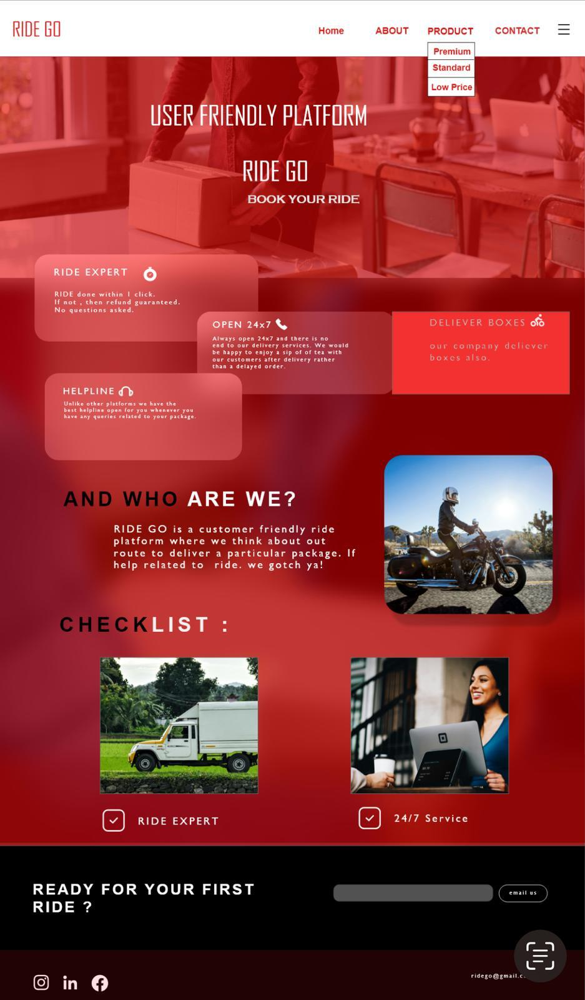 RIDE GO
Home ABOUT PRODUCT CONTACT
Premium
Standard
Low Price
USER FRIENDLY PLATFORM
RIDE GO
BOOK YOUR RIDE
RIDE EXPERT
RIDE done within 1 click.
If not , then refund guaranteed.
No questions asked.
OPEN 24x7
Always open 24x7 and there is no
end to our delivery services. We would
be happy to enjoy a sip of of tea with
our customers after delivery rather
than a delayed order.
DELIEVER BOXES
our company deliever
boxes also.
HELPLINE
Unlike other platforms we have the
best helpline open for you whenever you
have any queries related to your package.
AND WHO ARE WE?
RIDE GO is a customer friendly ride
platform where we think about out
route to deliver a particular package. If
help related to ride. we gotch ya!
CHECKLIST :
RIDE EXPERT
24/7 Service
READY FOR YOUR FIRST
RIDE ?
email us
ridego@gmail.c